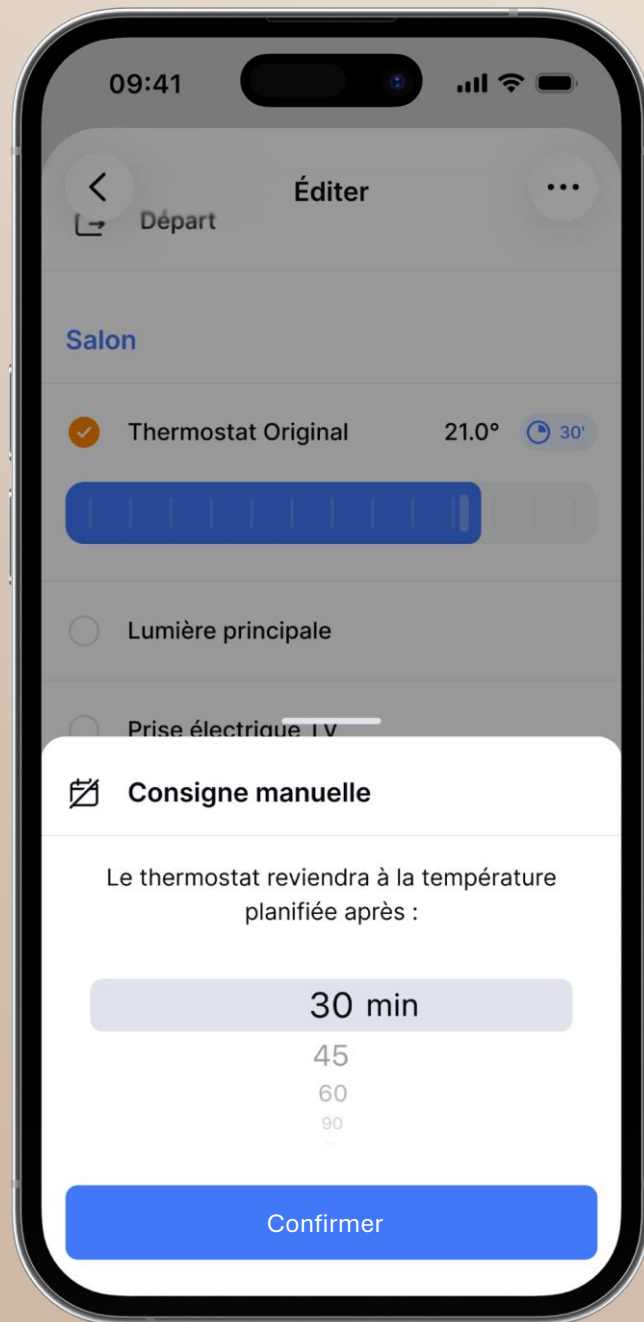 09:41
Éditer
Départ
Salon
Thermostat Original 21.0° 30'
Lumière principale
Prise électrique TV
Consigne manuelle
Le thermostat reviendra à la température
planifiée après :
30 min
45
60
90
Confirmer